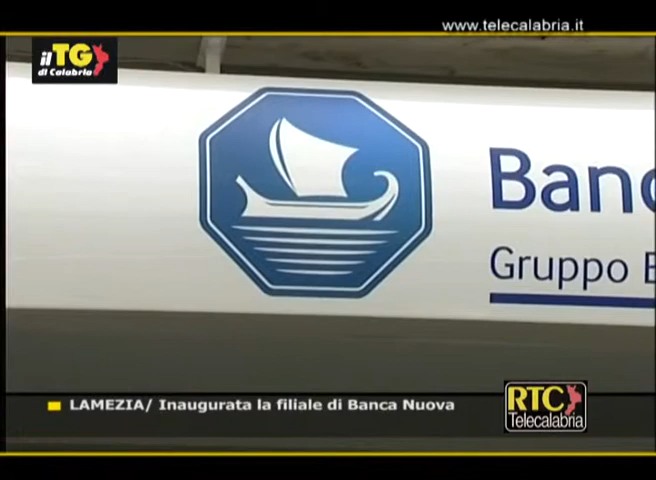 www.telecalabria.it
il TG
di Calabria
Banc
Gruppo B
LAMEZIA/ Inaugurata la filiale di Banca Nuova
RTC
Telecalabria